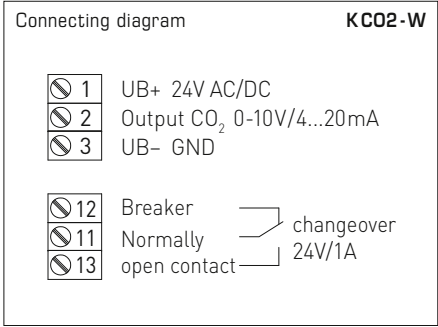 Connecting diagram KCO2-W
1 UB+ 24V AC/DC
2 Output CO₂ 0-10V/4...20mA
3 UB– GND
12 Breaker
11 Normally
13 open contact
changeover
24V/1A